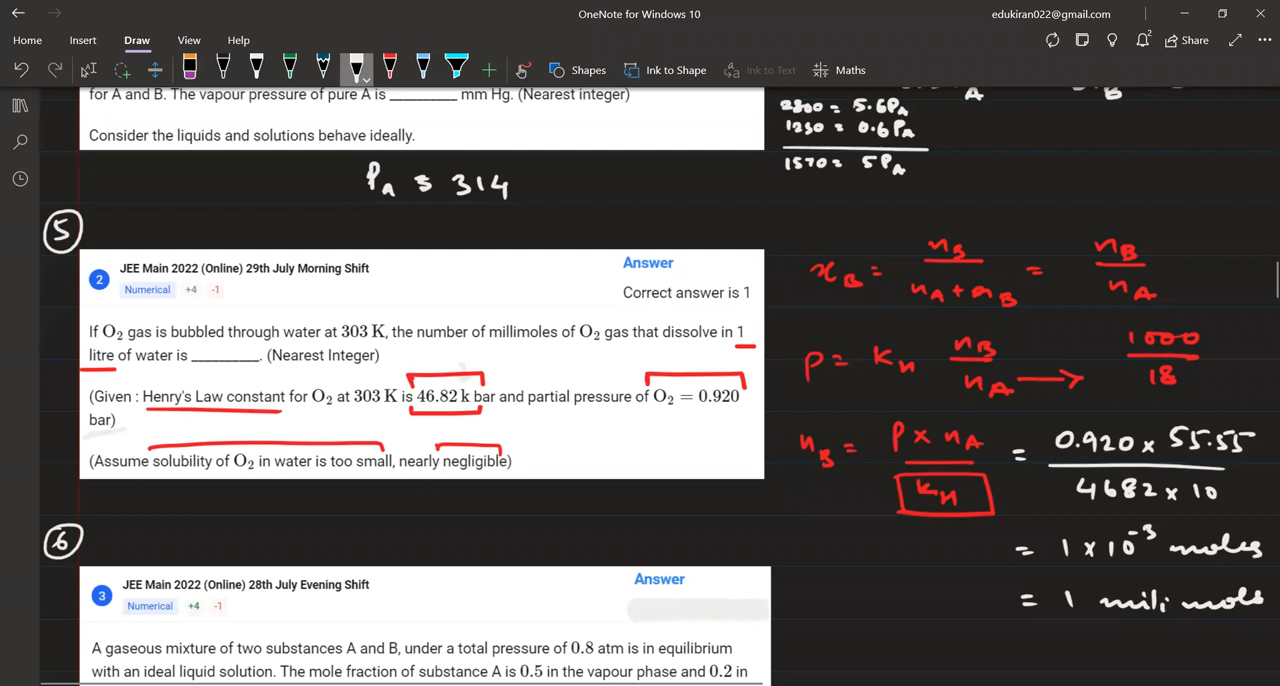 OneNote for Windows 10
edukiran022@gmail.com
Home Insert Draw View Help
Shapes Ink to Shape Ink to Text Maths Share
for A and B. The vapour pressure of pure A is __________ mm Hg. (Nearest integer)
Consider the liquids and solutions behave ideally.
= 5.6PA
1230 = 0.6PA
1570 = 5PA
PA = 314
5
2 JEE Main 2022 (Online) 29th July Morning Shift
Numerical +4 -1
Answer
Correct answer is 1
If O₂ gas is bubbled through water at 303 K, the number of millimoles of O₂ gas that dissolve in 1
litre of water is __________. (Nearest Integer)
(Given : Henry's Law constant for O₂ at 303 K is 46.82 k bar and partial pressure of O₂ = 0.920
bar)
(Assume solubility of O₂ in water is too small, nearly negligible)
xB = nB / (nA + nB) = nB / nA
P = KH nB / nA → 1000 / 18
nB = P × nA / KH = 0.920 × 55.55 / 4682 × 10
= 1 × 10⁻³ moles
= 1 mili mols
6
3 JEE Main 2022 (Online) 28th July Evening Shift
Numerical +4 -1
Answer
A gaseous mixture of two substances A and B, under a total pressure of 0.8 atm is in equilibrium
with an ideal liquid solution. The mole fraction of substance A is 0.5 in the vapour phase and 0.2 in